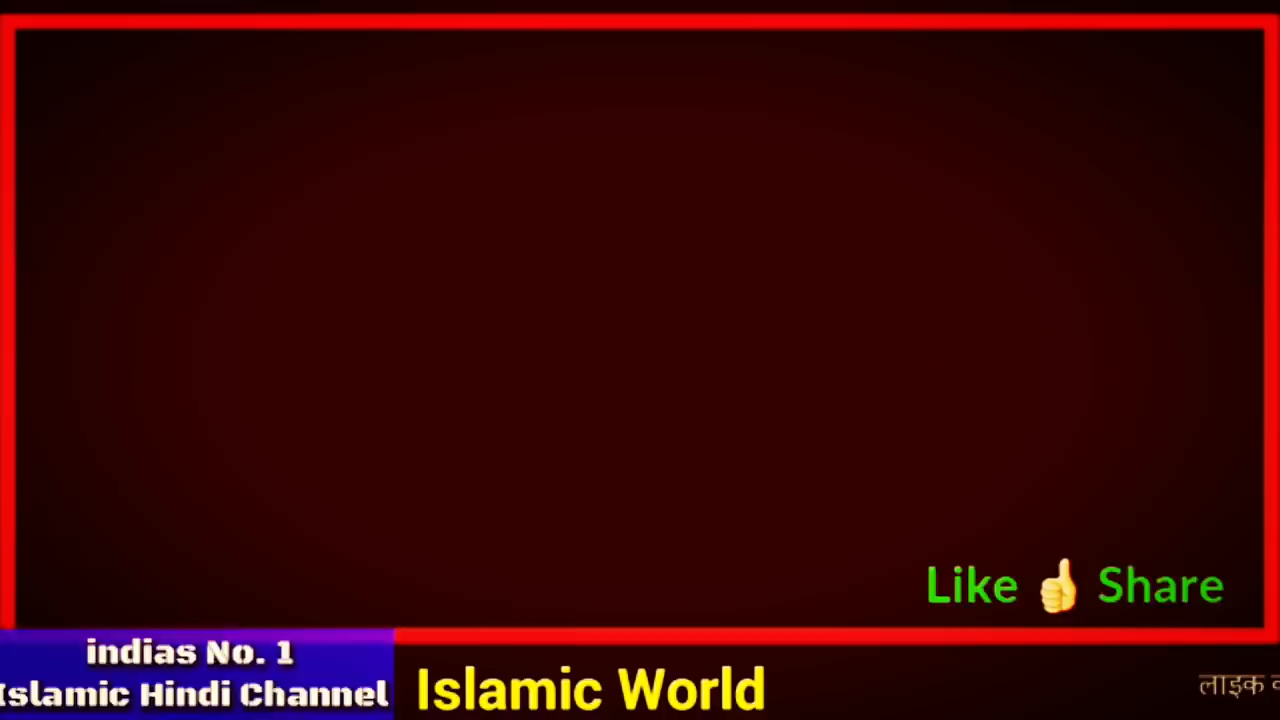 Like 👍 Share
indias No. 1
Islamic Hindi Channel
Islamic World
लाइक